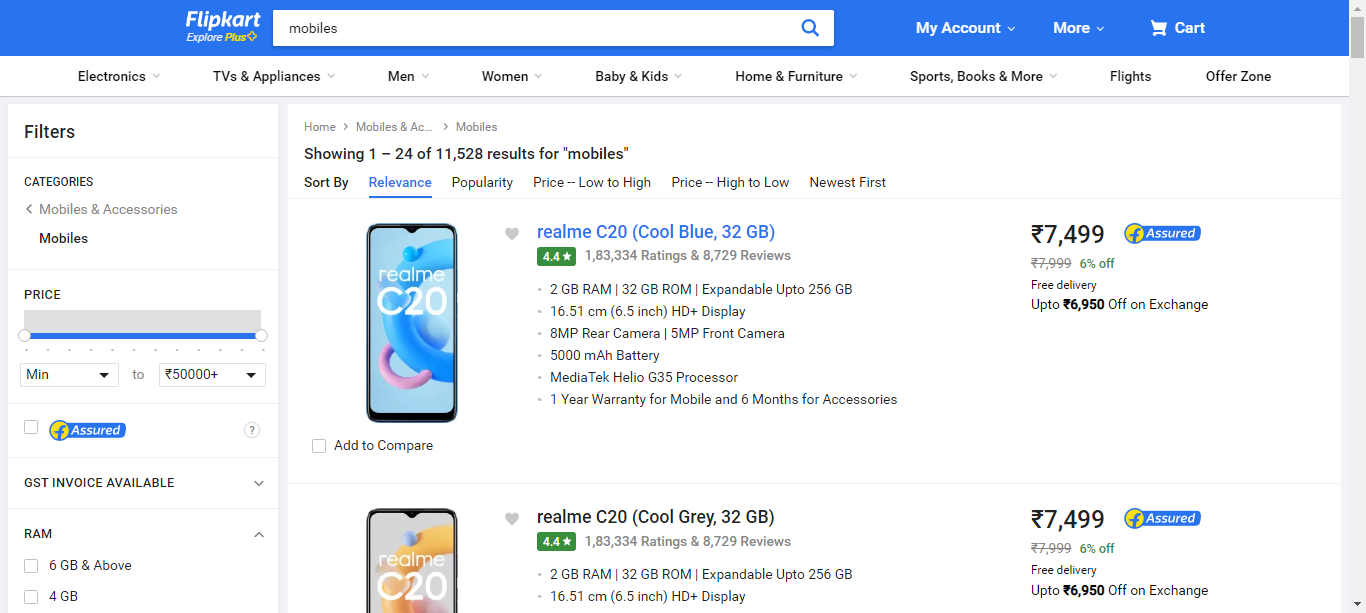 Flipkart
Explore Plus
mobiles
My Account
More
Cart
Electronics
TVs & Appliances
Men
Women
Baby & Kids
Home & Furniture
Sports, Books & More
Flights
Offer Zone
Filters
CATEGORIES
Mobiles & Accessories
Mobiles
PRICE
Min
to
₹50000+
f Assured
?
GST INVOICE AVAILABLE
RAM
6 GB & Above
4 GB
Home
Mobiles & Ac...
Mobiles
Showing 1 – 24 of 11,528 results for "mobiles"
Sort By
Relevance
Popularity
Price -- Low to High
Price -- High to Low
Newest First
realme
C20
Add to Compare
realme C20 (Cool Blue, 32 GB)
4.4 ★ 1,83,334 Ratings & 8,729 Reviews
2 GB RAM | 32 GB ROM | Expandable Upto 256 GB
16.51 cm (6.5 inch) HD+ Display
8MP Rear Camera | 5MP Front Camera
5000 mAh Battery
MediaTek Helio G35 Processor
1 Year Warranty for Mobile and 6 Months for Accessories
₹7,499
f Assured
₹7,999 6% off
Free delivery
Upto ₹6,950 Off on Exchange
realme
C20
realme C20 (Cool Grey, 32 GB)
4.4 ★ 1,83,334 Ratings & 8,729 Reviews
2 GB RAM | 32 GB ROM | Expandable Upto 256 GB
16.51 cm (6.5 inch) HD+ Display
₹7,499
f Assured
₹7,999 6% off
Free delivery
Upto ₹6,950 Off on Exchange